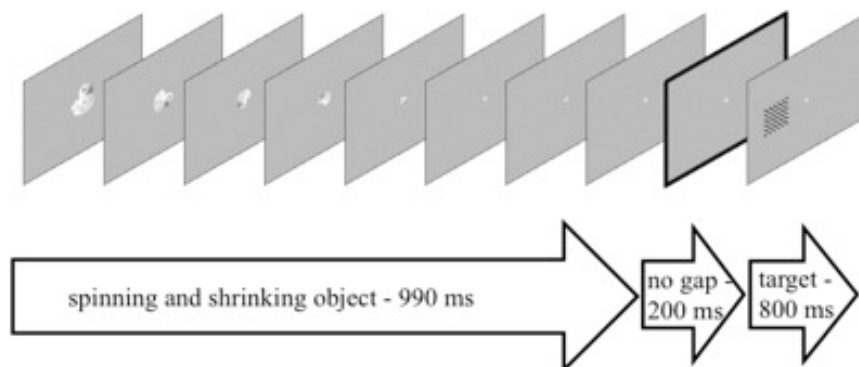 spinning and shrinking object - 990 ms
no gap -
200 ms
target -
800 ms